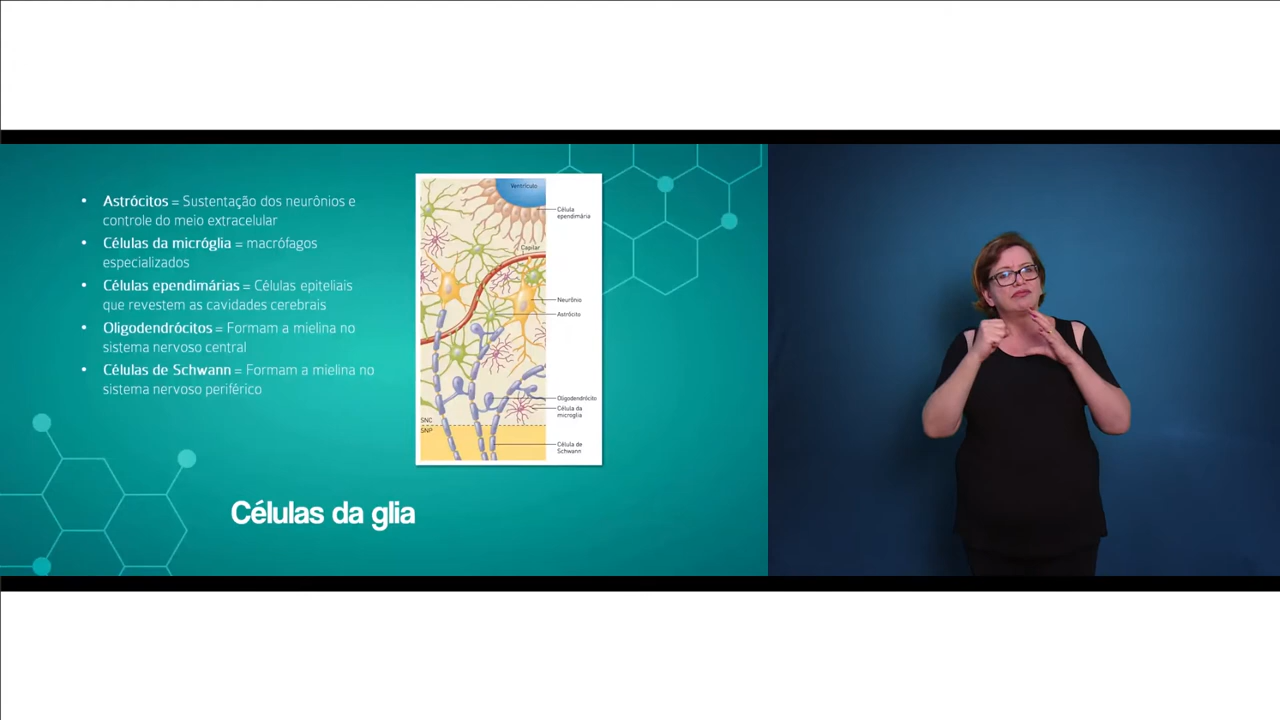 Astrócitos = Sustentação dos neurônios e
controle do meio extracelular
Células da micróglia = macrófagos
especializados
Células ependimárias = Células epiteliais
que revestem as cavidades cerebrais
Oligodendrócitos = Formam a mielina no
sistema nervoso central
Células de Schwann = Formam a mielina no
sistema nervoso periférico
Ventrículo
Célula
ependimária
Capilar
Neurônio
Astrócito
Oligodendrócito
Célula da
microglia
SNC
SNP
Célula de
Schwann
Células da glia